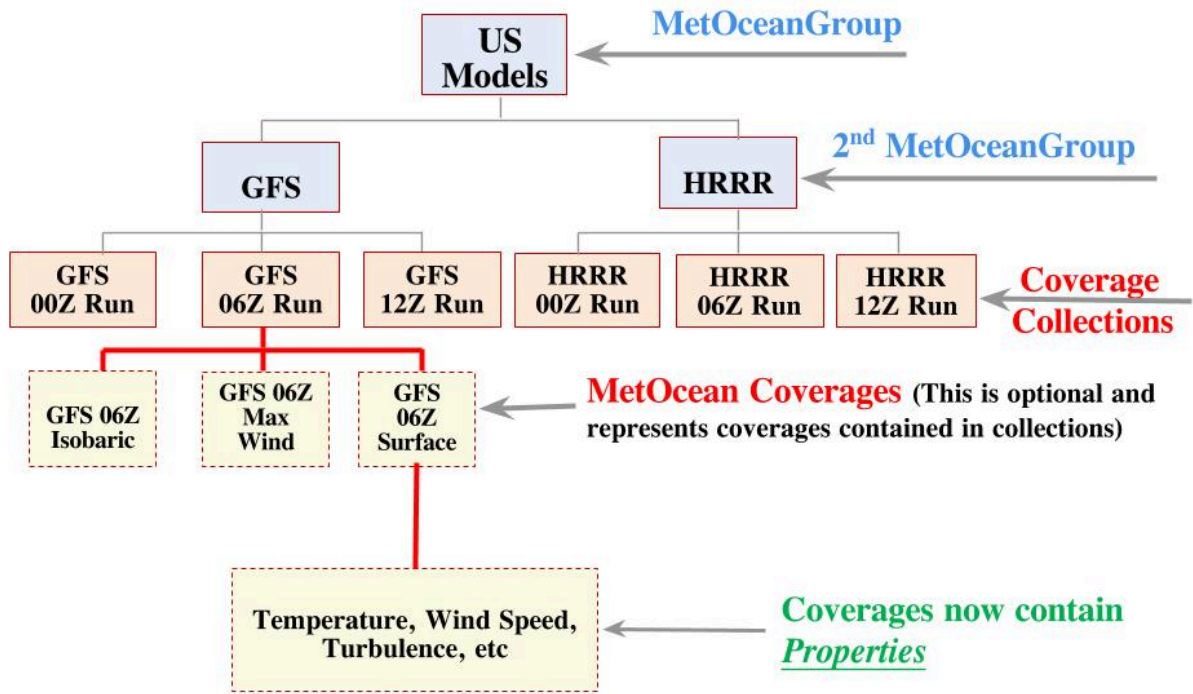 US
Models
MetOceanGroup
GFS
HRRR
2nd MetOceanGroup
GFS
00Z Run
GFS
06Z Run
GFS
12Z Run
HRRR
00Z Run
HRRR
06Z Run
HRRR
12Z Run
Coverage
Collections
GFS 06Z
Isobaric
GFS 06Z
Max
Wind
GFS
06Z
Surface
MetOcean Coverages (This is optional and
represents coverages contained in collections)
Temperature, Wind Speed,
Turbulence, etc
Coverages now contain
Properties